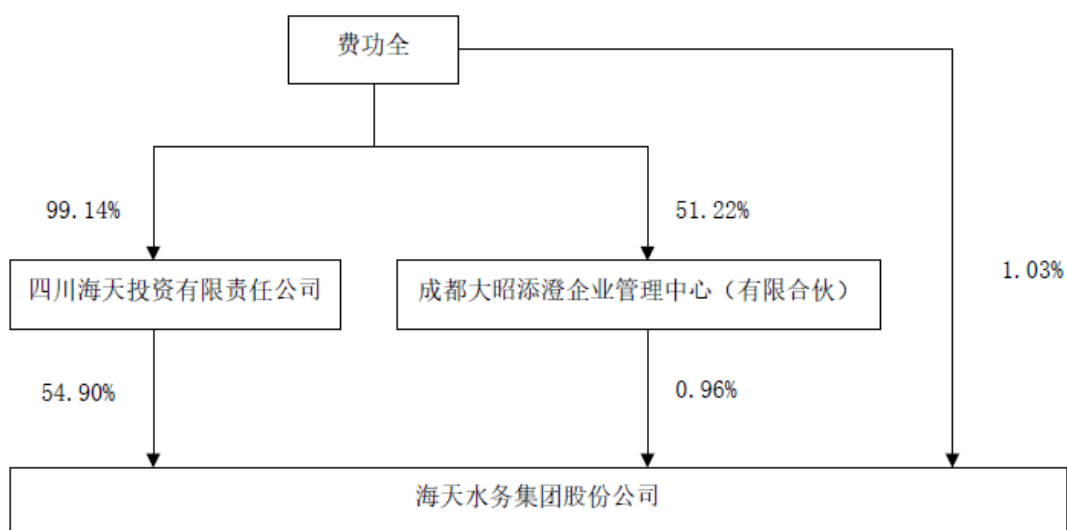 费功全
99.14%
51.22%
四川海天投资有限责任公司
成都大昭添澄企业管理中心（有限合伙）
1.03%
54.90%
0.96%
海天水务集团股份公司